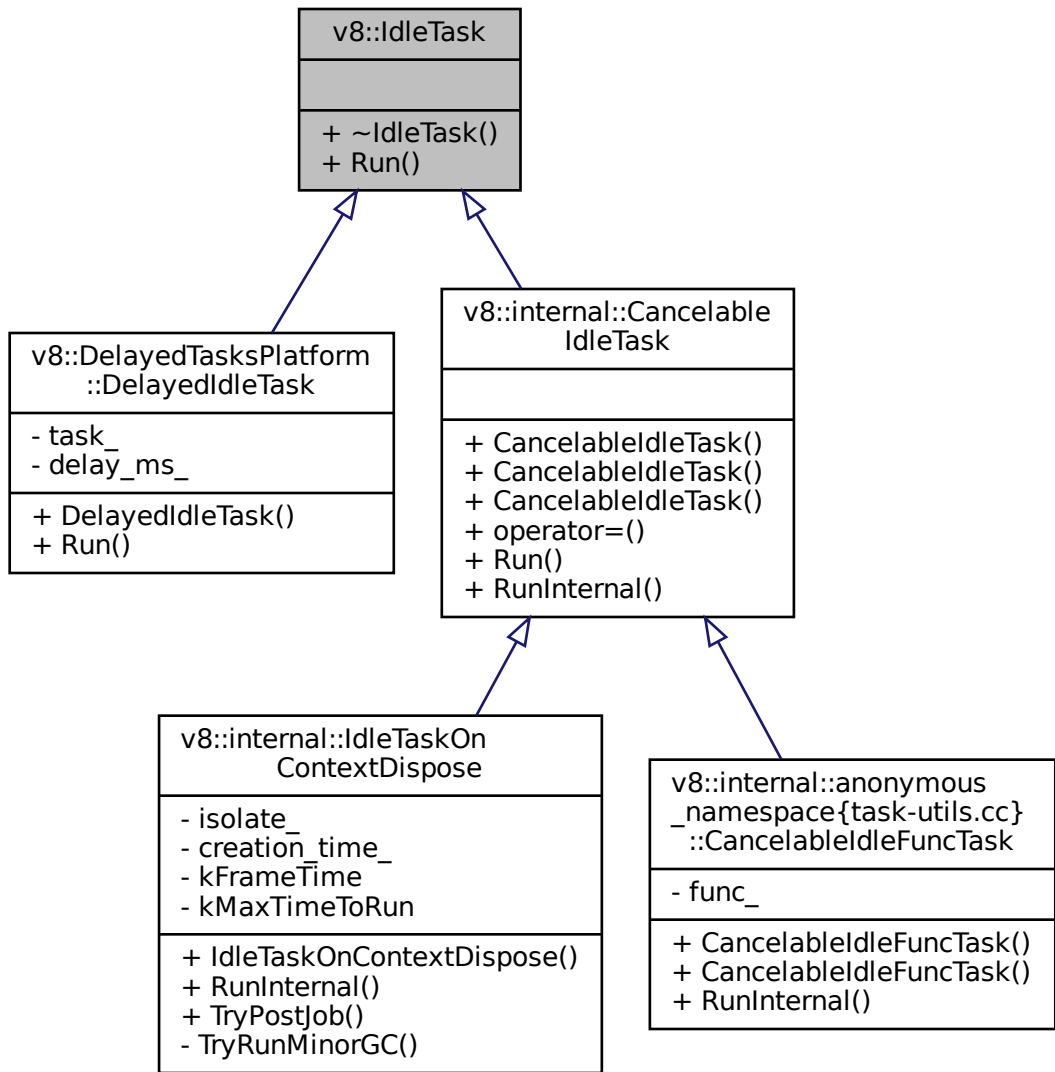 v8::IdleTask
+ ~IdleTask()
+ Run()
v8::DelayedTasksPlatform
::DelayedIdleTask
- task_
- delay_ms_
+ DelayedIdleTask()
+ Run()
v8::internal::Cancelable
IdleTask
+ CancelableIdleTask()
+ CancelableIdleTask()
+ CancelableIdleTask()
+ operator=()
+ Run()
+ RunInternal()
v8::internal::IdleTaskOn
ContextDispose
- isolate_
- creation_time_
- kFrameTime
- kMaxTimeToRun
+ IdleTaskOnContextDispose()
+ RunInternal()
+ TryPostJob()
- TryRunMinorGC()
v8::internal::anonymous
_namespace{task-utils.cc}
::CancelableIdleFuncTask
- func_
+ CancelableIdleFuncTask()
+ CancelableIdleFuncTask()
+ RunInternal()